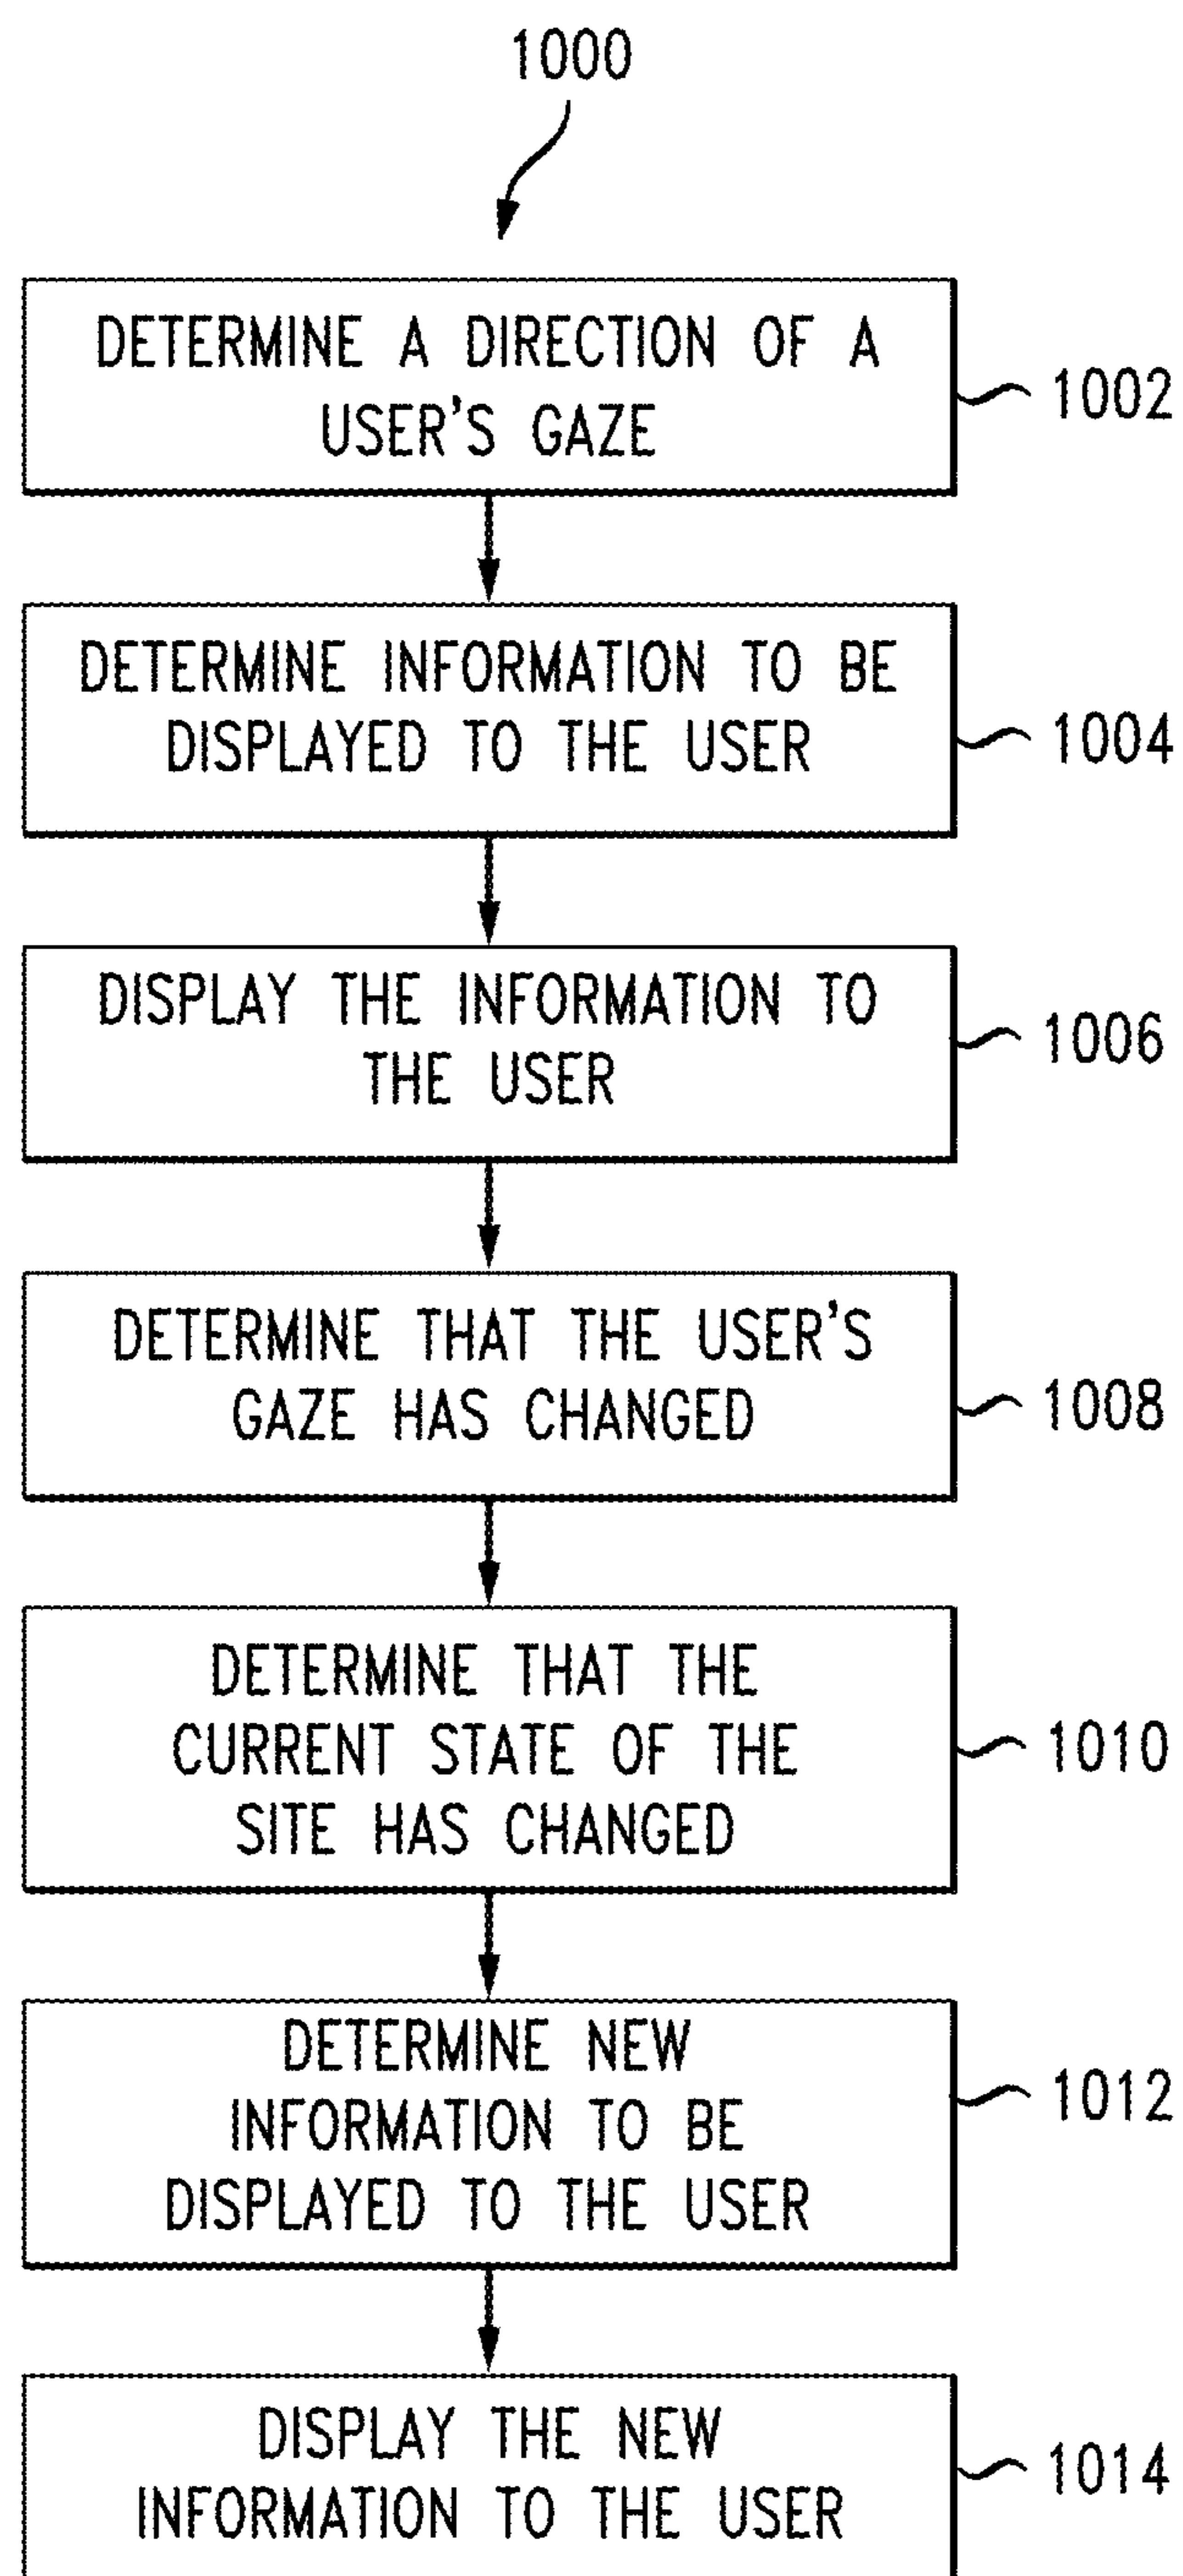 1000
DETERMINE A DIRECTION OF A
USER'S GAZE
1002
DETERMINE INFORMATION TO BE
DISPLAYED TO THE USER
1004
DISPLAY THE INFORMATION TO
THE USER
1006
DETERMINE THAT THE USER'S
GAZE HAS CHANGED
1008
DETERMINE THAT THE
CURRENT STATE OF THE
SITE HAS CHANGED
1010
DETERMINE NEW
INFORMATION TO BE
DISPLAYED TO THE USER
1012
DISPLAY THE NEW
INFORMATION TO THE USER
1014